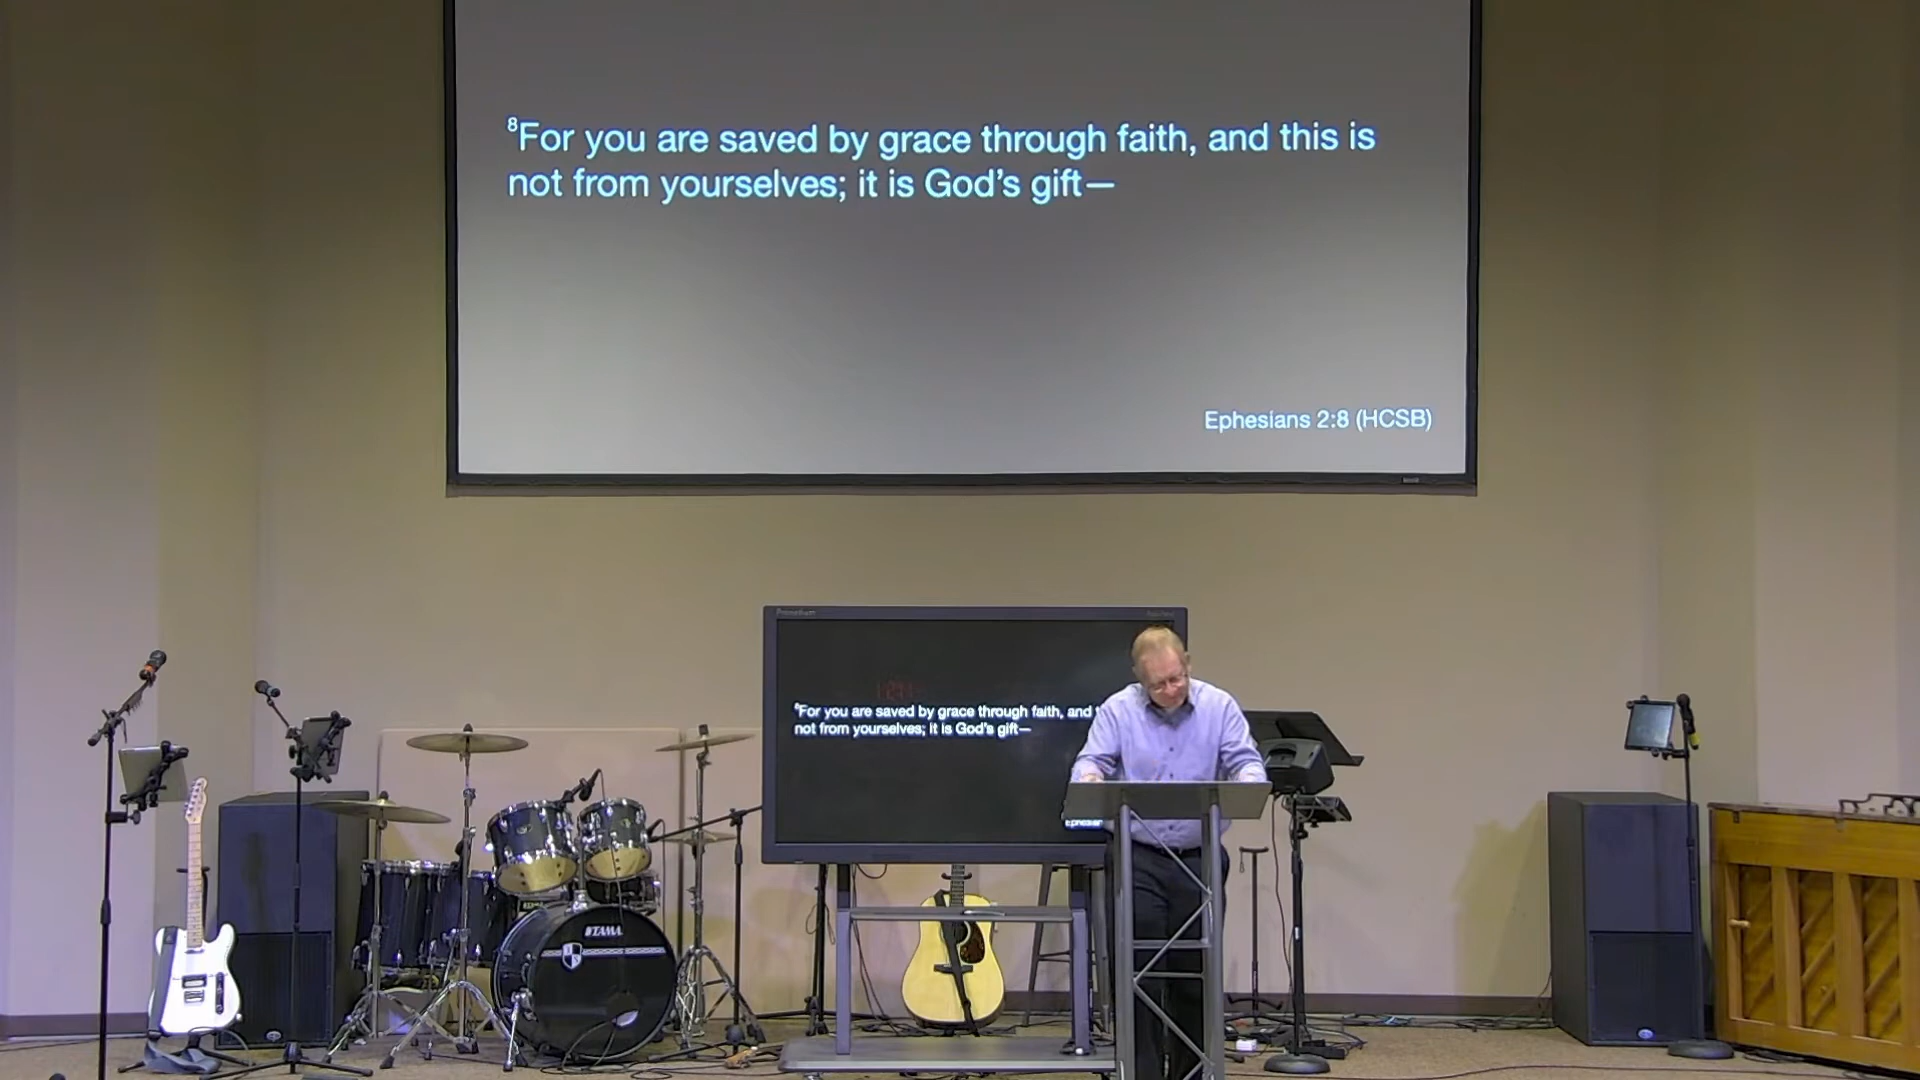 ⁸For you are saved by grace through faith, and this is
not from yourselves; it is God's gift—
Ephesians 2:8 (HCSB)
Promethean
⁸For you are saved by grace through faith, and
not from yourselves; it is God's gift—
Ephesian
TAMA